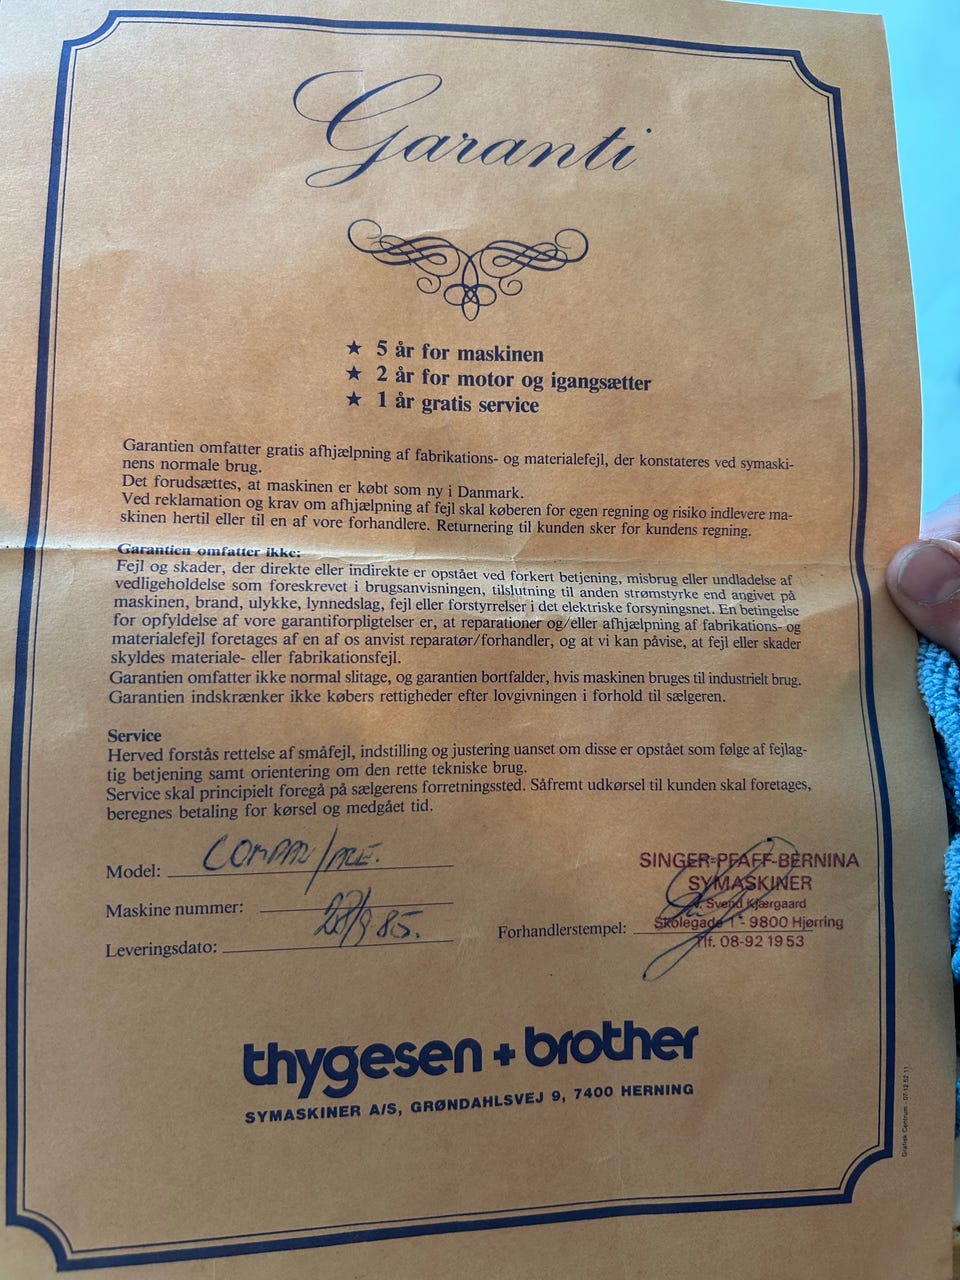 Garanti
★ 5 år for maskinen
★ 2 år for motor og igangsætter
★ 1 år gratis service
Garantien omfatter gratis afhjælpning af fabrikations- og materialefejl, der konstateres ved symaski-
nens normale brug.
Det forudsættes, at maskinen er købt som ny i Danmark.
Ved reklamation og krav om afhjælpning af fejl skal køberen for egen regning og risiko indlevere ma-
skinen hertil eller til en af vore forhandlere. Returnering til kunden sker for kundens regning.
Garantien omfatter ikke:
Fejl og skader, der direkte eller indirekte er opstået ved forkert betjening, misbrug eller undladelse af
vedligeholdelse som foreskrevet i brugsanvisningen, tilslutning til anden strømstyrke end angivet på
maskinen, brand, ulykke, lynnedslag, fejl eller forstyrrelser i det elektriske forsyningsnet. En betingelse
for opfyldelse af vore garantiforpligtelser er, at reparationer og/eller afhjælpning af fabrikations- og
materialefejl foretages af en af os anvist reparatør/forhandler, og at vi kan påvise, at fejl eller skader
skyldes materiale- eller fabrikationsfejl.
Garantien omfatter ikke normal slitage, og garantien bortfalder, hvis maskinen bruges til industrielt brug.
Garantien indskrænker ikke købers rettigheder efter lovgivningen i forhold til sælgeren.
Service
Herved forstås rettelse af småfejl, indstilling og justering uanset om disse er opstået som følge af fejlag-
tig betjening samt orientering om den rette tekniske brug.
Service skal principielt foregå på sælgerens forretningssted. Såfremt udkørsel til kunden skal foretages,
beregnes betaling for kørsel og medgået tid.
Model:
Maskine nummer:
Leveringsdato: 28/9 85.
Forhandlerstempel:
SINGER-PFAFF-BERNINA
SYMASKINER
v. Svend Kjærgaard
Skolegade 1 - 9800 Hjørring
Tlf. 08-92 19 53
thygesen + brother
SYMASKINER A/S, GRØNDAHLSVEJ 9, 7400 HERNING
Grafisk Centrum - 07-12 52 11